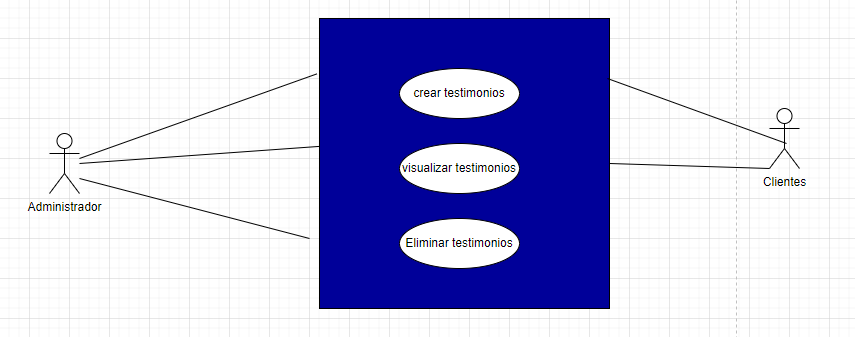 crear testimonios
visualizar testimonios
Clientes
Administrador
Eliminar testimonios